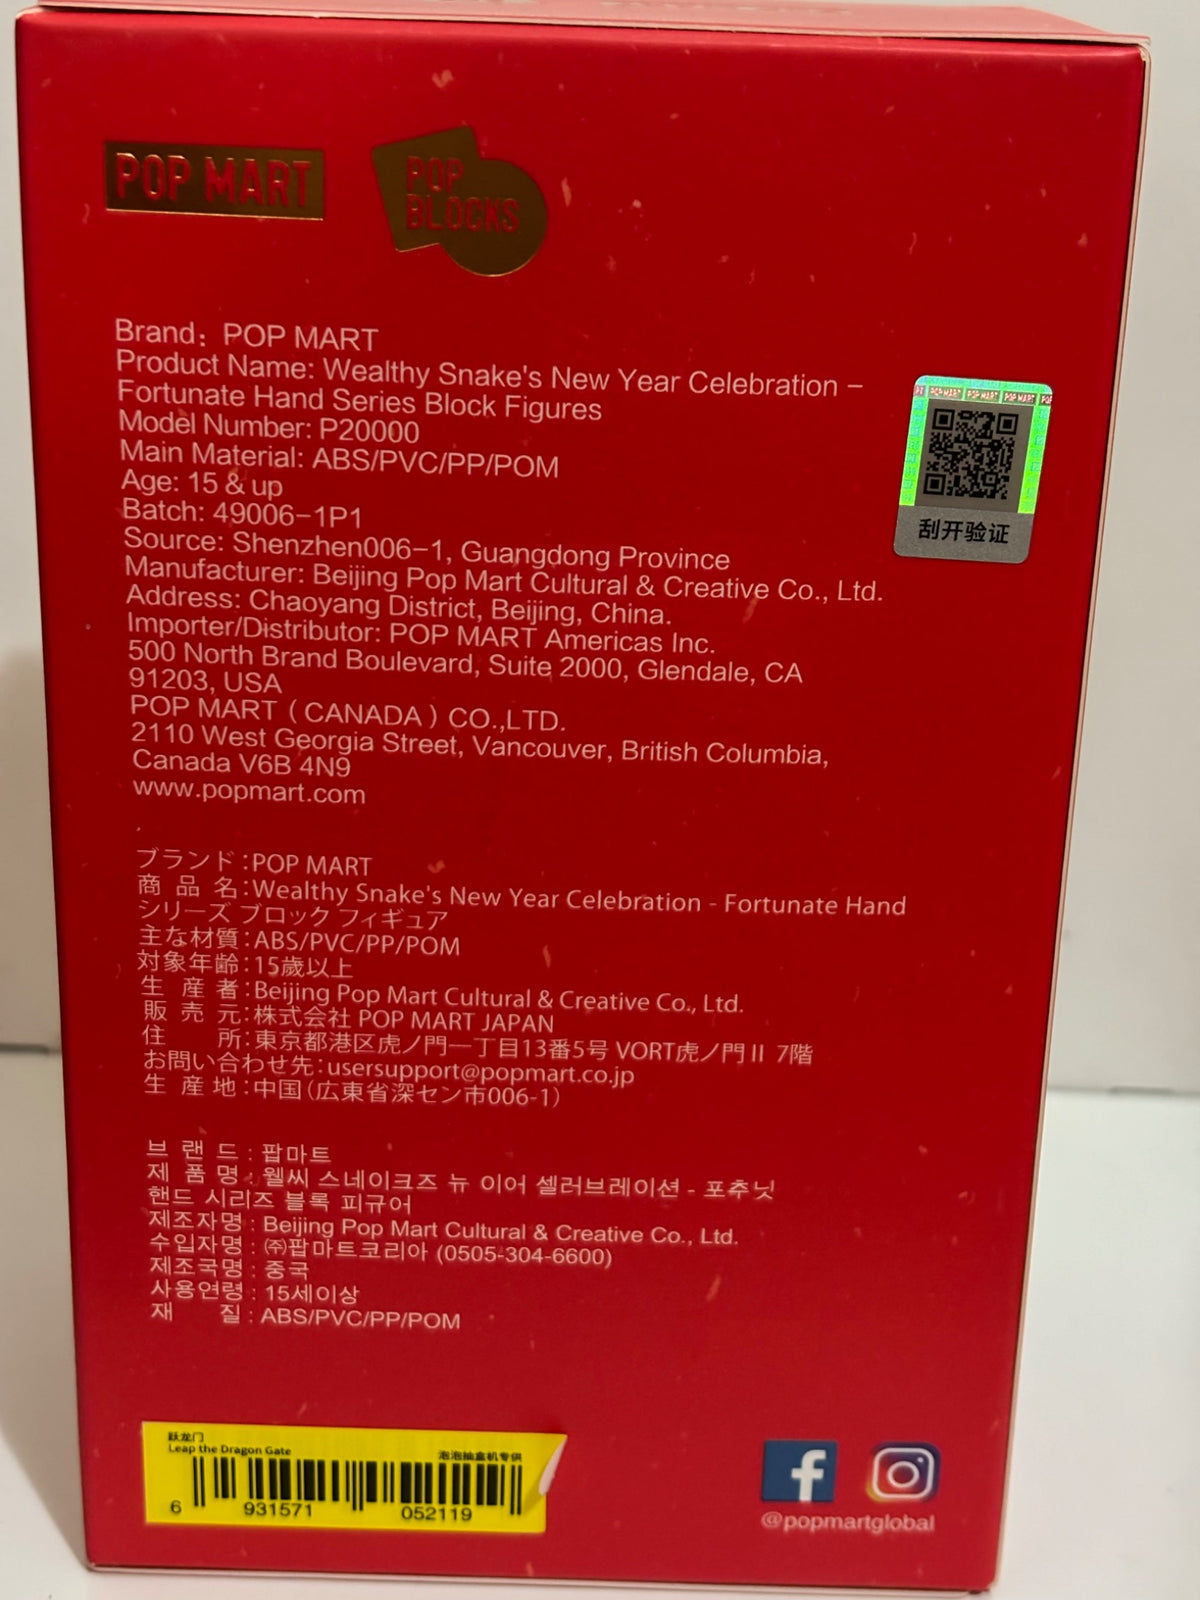 POP MART
POP
BLOCKS
Brand: POP MART
Product Name: Wealthy Snake's New Year Celebration –
Fortunate Hand Series Block Figures
Model Number: P20000
Main Material: ABS/PVC/PP/POM
Age: 15 & up
Batch: 49006-1P1
Source: Shenzhen006-1, Guangdong Province
Manufacturer: Beijing Pop Mart Cultural & Creative Co., Ltd.
Address: Chaoyang District, Beijing, China.
Importer/Distributor: POP MART Americas Inc.
500 North Brand Boulevard, Suite 2000, Glendale, CA
91203, USA
POP MART ( CANADA ) CO.,LTD.
2110 West Georgia Street, Vancouver, British Columbia,
Canada V6B 4N9
www.popmart.com
POP MART POP MART POP MART
刮开验证
ブランド:POP MART
商 品 名:Wealthy Snake's New Year Celebration - Fortunate Hand
シリーズ ブロック フィギュア
主な材質:ABS/PVC/PP/POM
対象年齢:15歳以上
生 産 者:Beijing Pop Mart Cultural & Creative Co., Ltd.
販 売 元:株式会社 POP MART JAPAN
住 所:東京都港区虎ノ門一丁目13番5号 VORT虎ノ門 II 7階
お問い合わせ先:usersupport@popmart.co.jp
生 産 地:中国(広東省深セン市006-1)
브 랜 드 : 팝마트
제 품 명 : 웰씨 스네이크즈 뉴 이어 셀러브레이션 - 포추닛
핸드 시리즈 블록 피규어
제조자명 : Beijing Pop Mart Cultural & Creative Co., Ltd.
수입자명 : ㈜팝마트코리아 (0505-304-6600)
제조국명 : 중국
사용연령 : 15세이상
재 질 : ABS/PVC/PP/POM
跃龙门
Leap the Dragon Gate
泡泡抽盒机专供
6 931571 052119
f
@popmartglobal